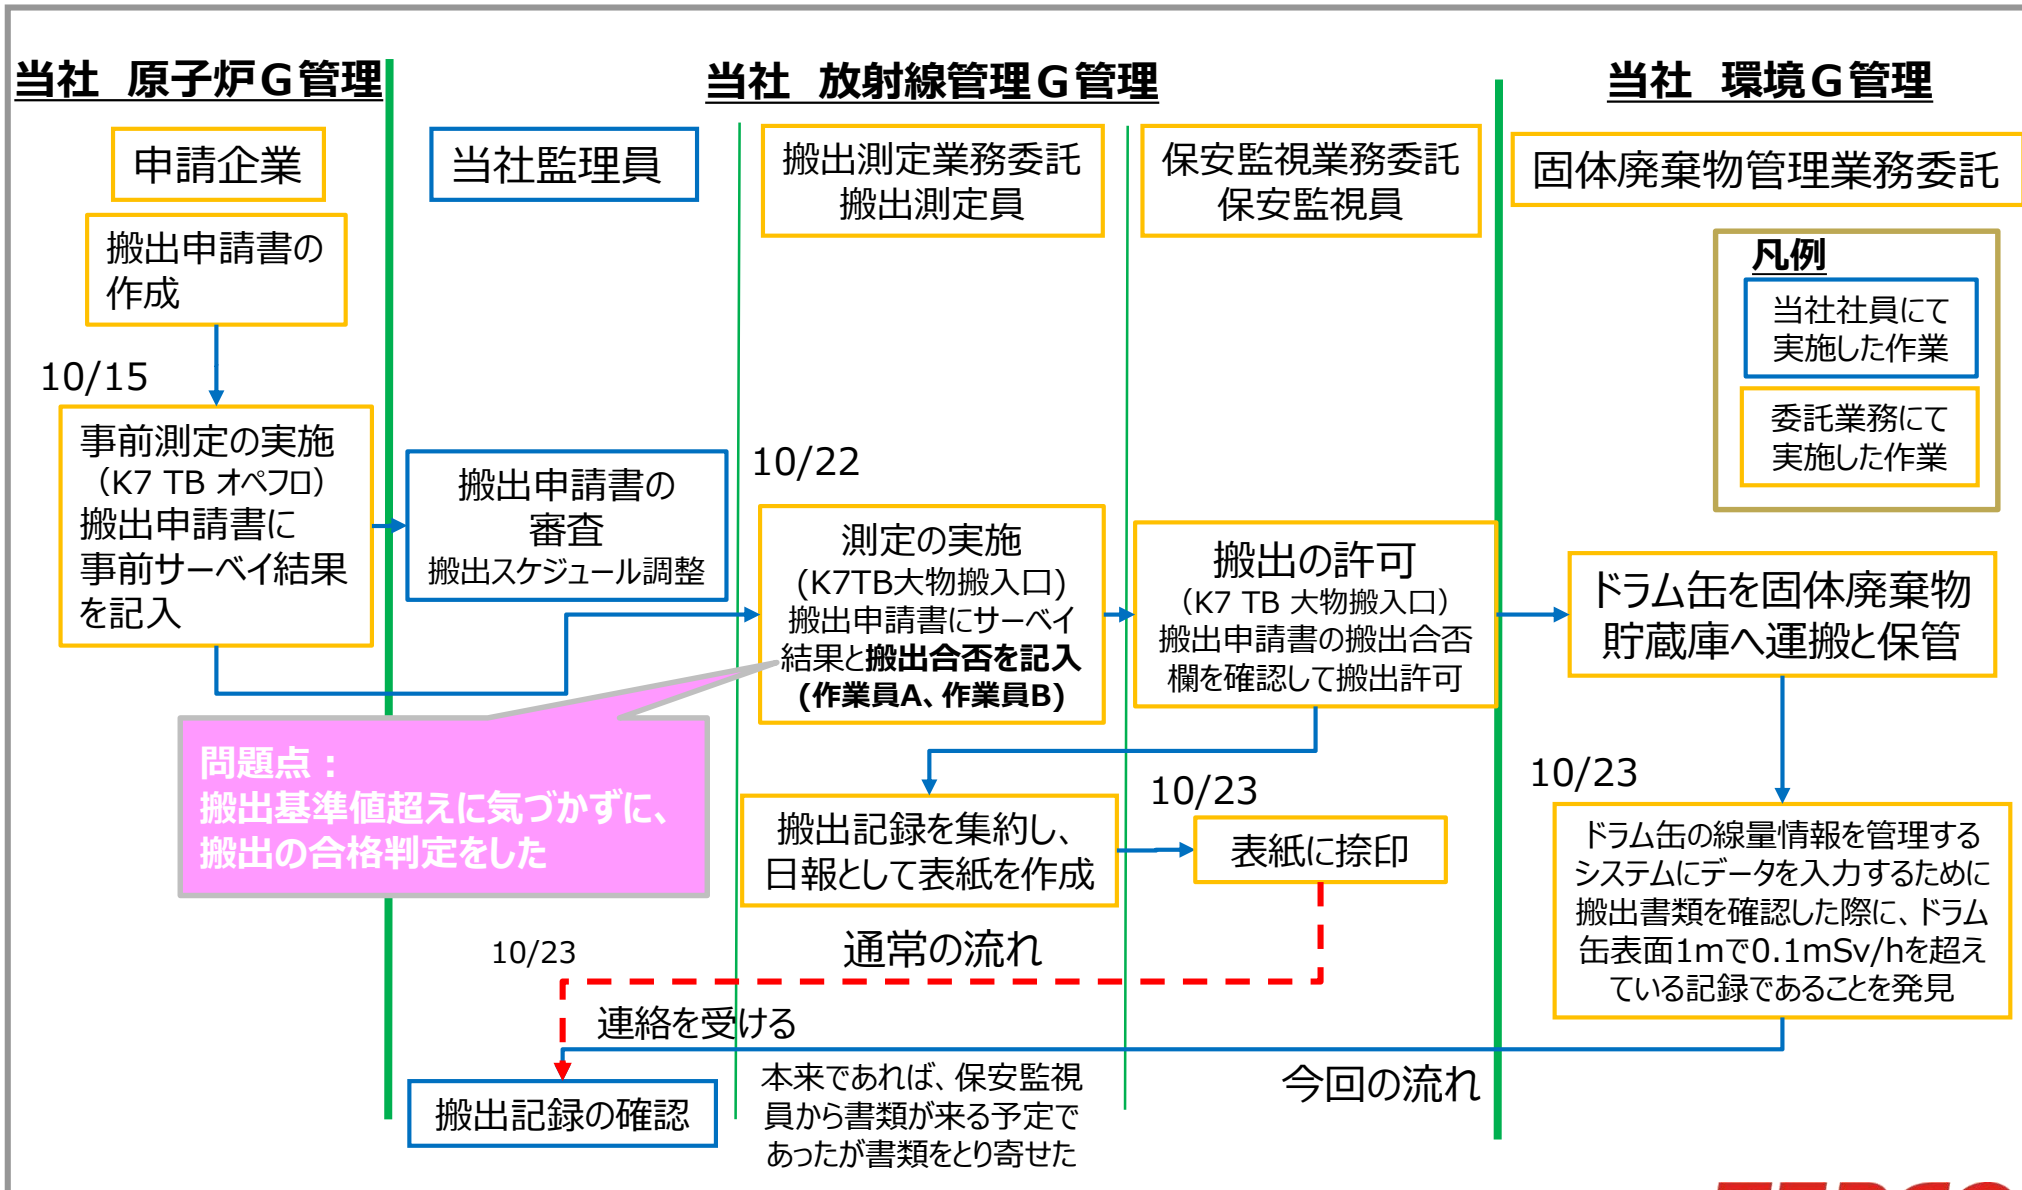 当社 原子炉G管理
当社 放射線管理G管理
当社 環境G管理
申請企業
当社監理員
搬出測定業務委託
搬出測定員
保安監視業務委託
保安監視員
固体廃棄物管理業務委託
凡例
当社社員にて
実施した作業
委託業務にて
実施した作業
搬出申請書の
作成
10/15
事前測定の実施
（K7 TB オペフロ）
搬出申請書に
事前サーベイ結果
を記入
搬出申請書の
審査
搬出スケジュール調整
10/22
測定の実施
(K7TB大物搬入口)
搬出申請書にサーベイ
結果と搬出合否を記入
(作業員A、作業員B)
搬出の許可
（K7 TB 大物搬入口）
搬出申請書の搬出合否
欄を確認して搬出許可
ドラム缶を固体廃棄物
貯蔵庫へ運搬と保管
問題点：
搬出基準値超えに気づかずに、
搬出の合格判定をした
搬出記録を集約し、
日報として表紙を作成
10/23
表紙に捺印
10/23
ドラム缶の線量情報を管理する
システムにデータを入力するために
搬出書類を確認した際に、ドラム
缶表面1mで0.1mSv/hを超え
ている記録であることを発見
通常の流れ
10/23
連絡を受ける
搬出記録の確認
本来であれば、保安監視
員から書類が来る予定で
あったが書類をとり寄せた
今回の流れ
TEPCO